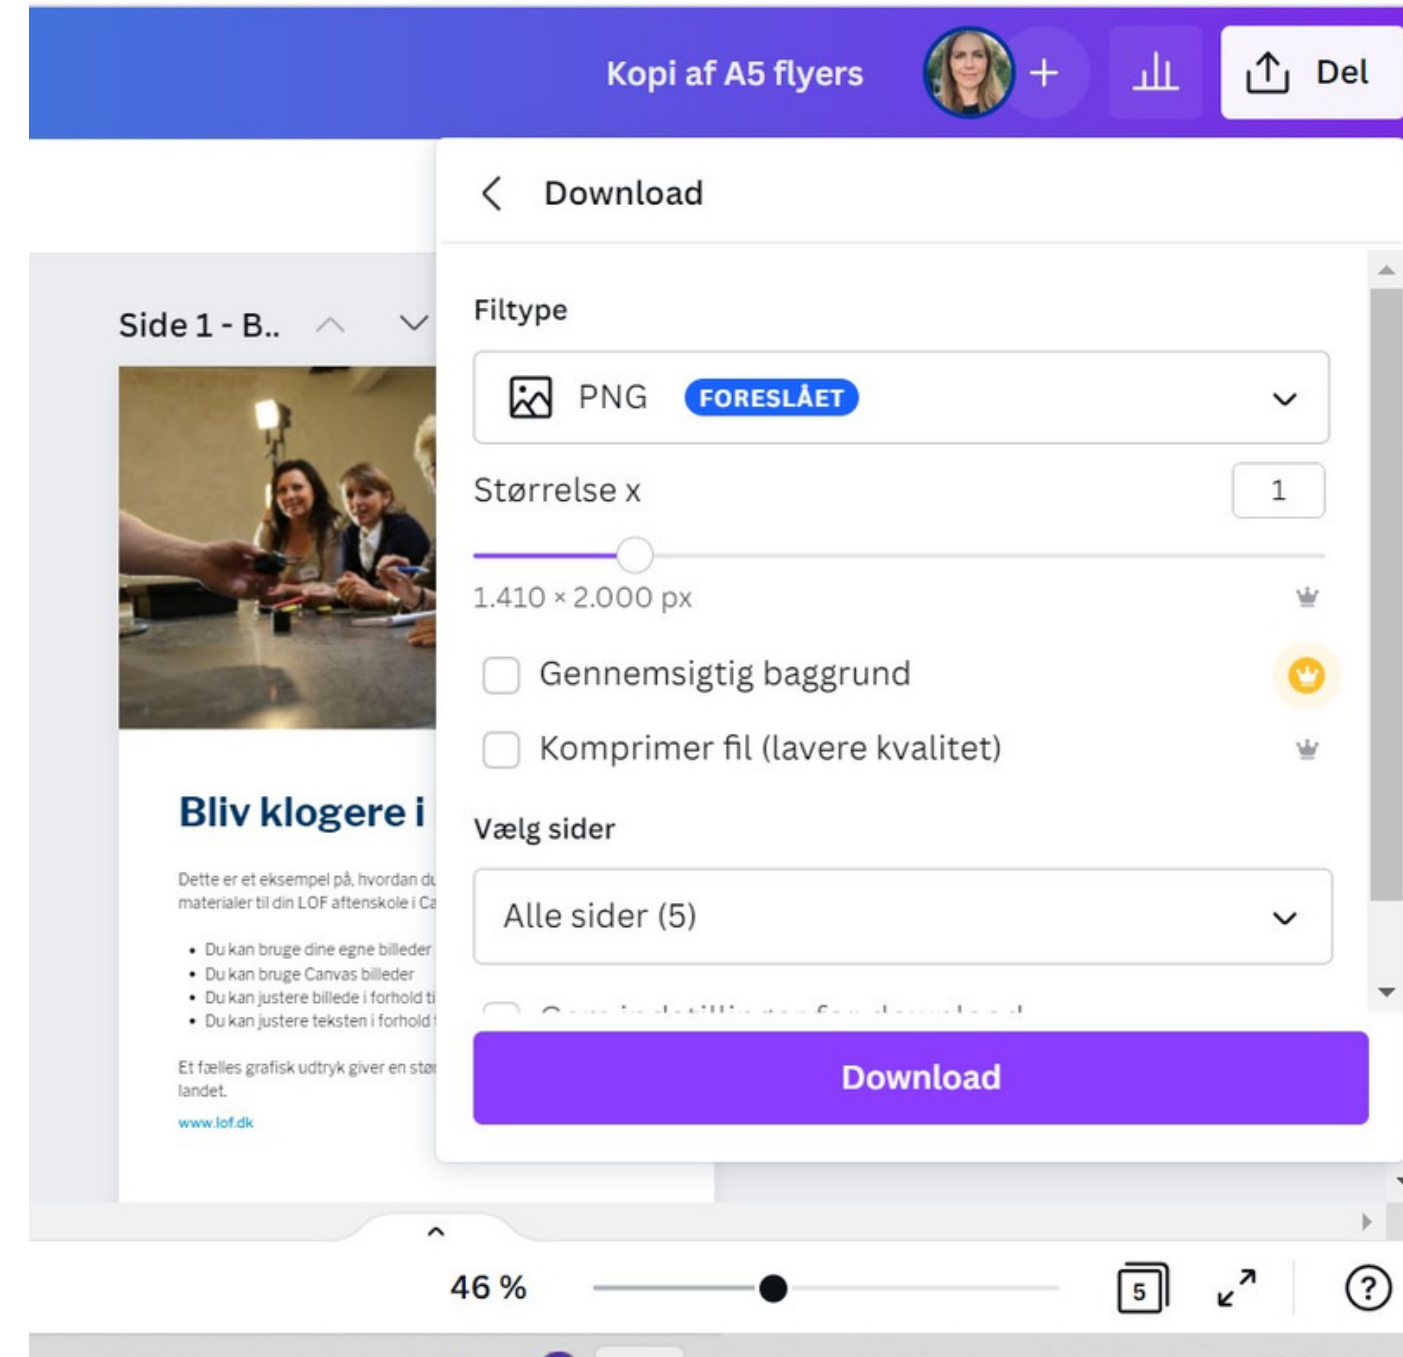 Kopi af A5 flyers
Del
Download
Filtype
PNG FORESLÅET
Størrelse x 1
1.410 × 2.000 px
Gennemsigtig baggrund
Komprimer fil (lavere kvalitet)
Vælg sider
Alle sider (5)
Download
Side 1 - B..
Bliv klogere i
Dette er et eksempel på, hvordan du
materialer til din LOF aftenskole i Ca
• Du kan bruge dine egne billeder
• Du kan bruge Canvas billeder
• Du kan justere billede i forhold ti
• Du kan justere teksten i forhold
Et fælles grafisk udtryk giver en stør
landet.
www.lof.dk
46 %
5
?